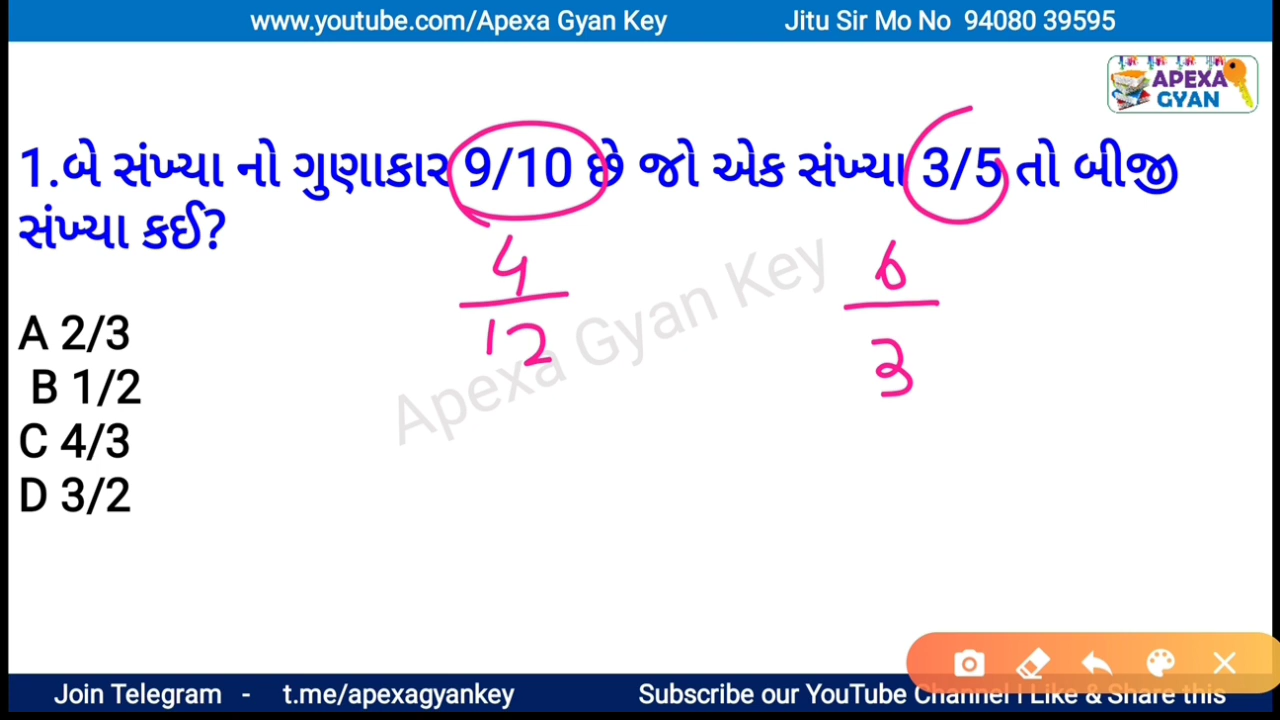 www.youtube.com/Apexa Gyan Key Jitu Sir Mo No 94080 39595
APEXA
GYAN
1.બે સંખ્યા નો ગુણાકાર 9/10 છે જો એક સંખ્યા 3/5 તો બીજી
સંખ્યા કઈ?
4
12
6
3
Apexa Gyan Key
A 2/3
B 1/2
C 4/3
D 3/2
Join Telegram - t.me/apexagyankey Subscribe our YouTube Channel | Like & Share this